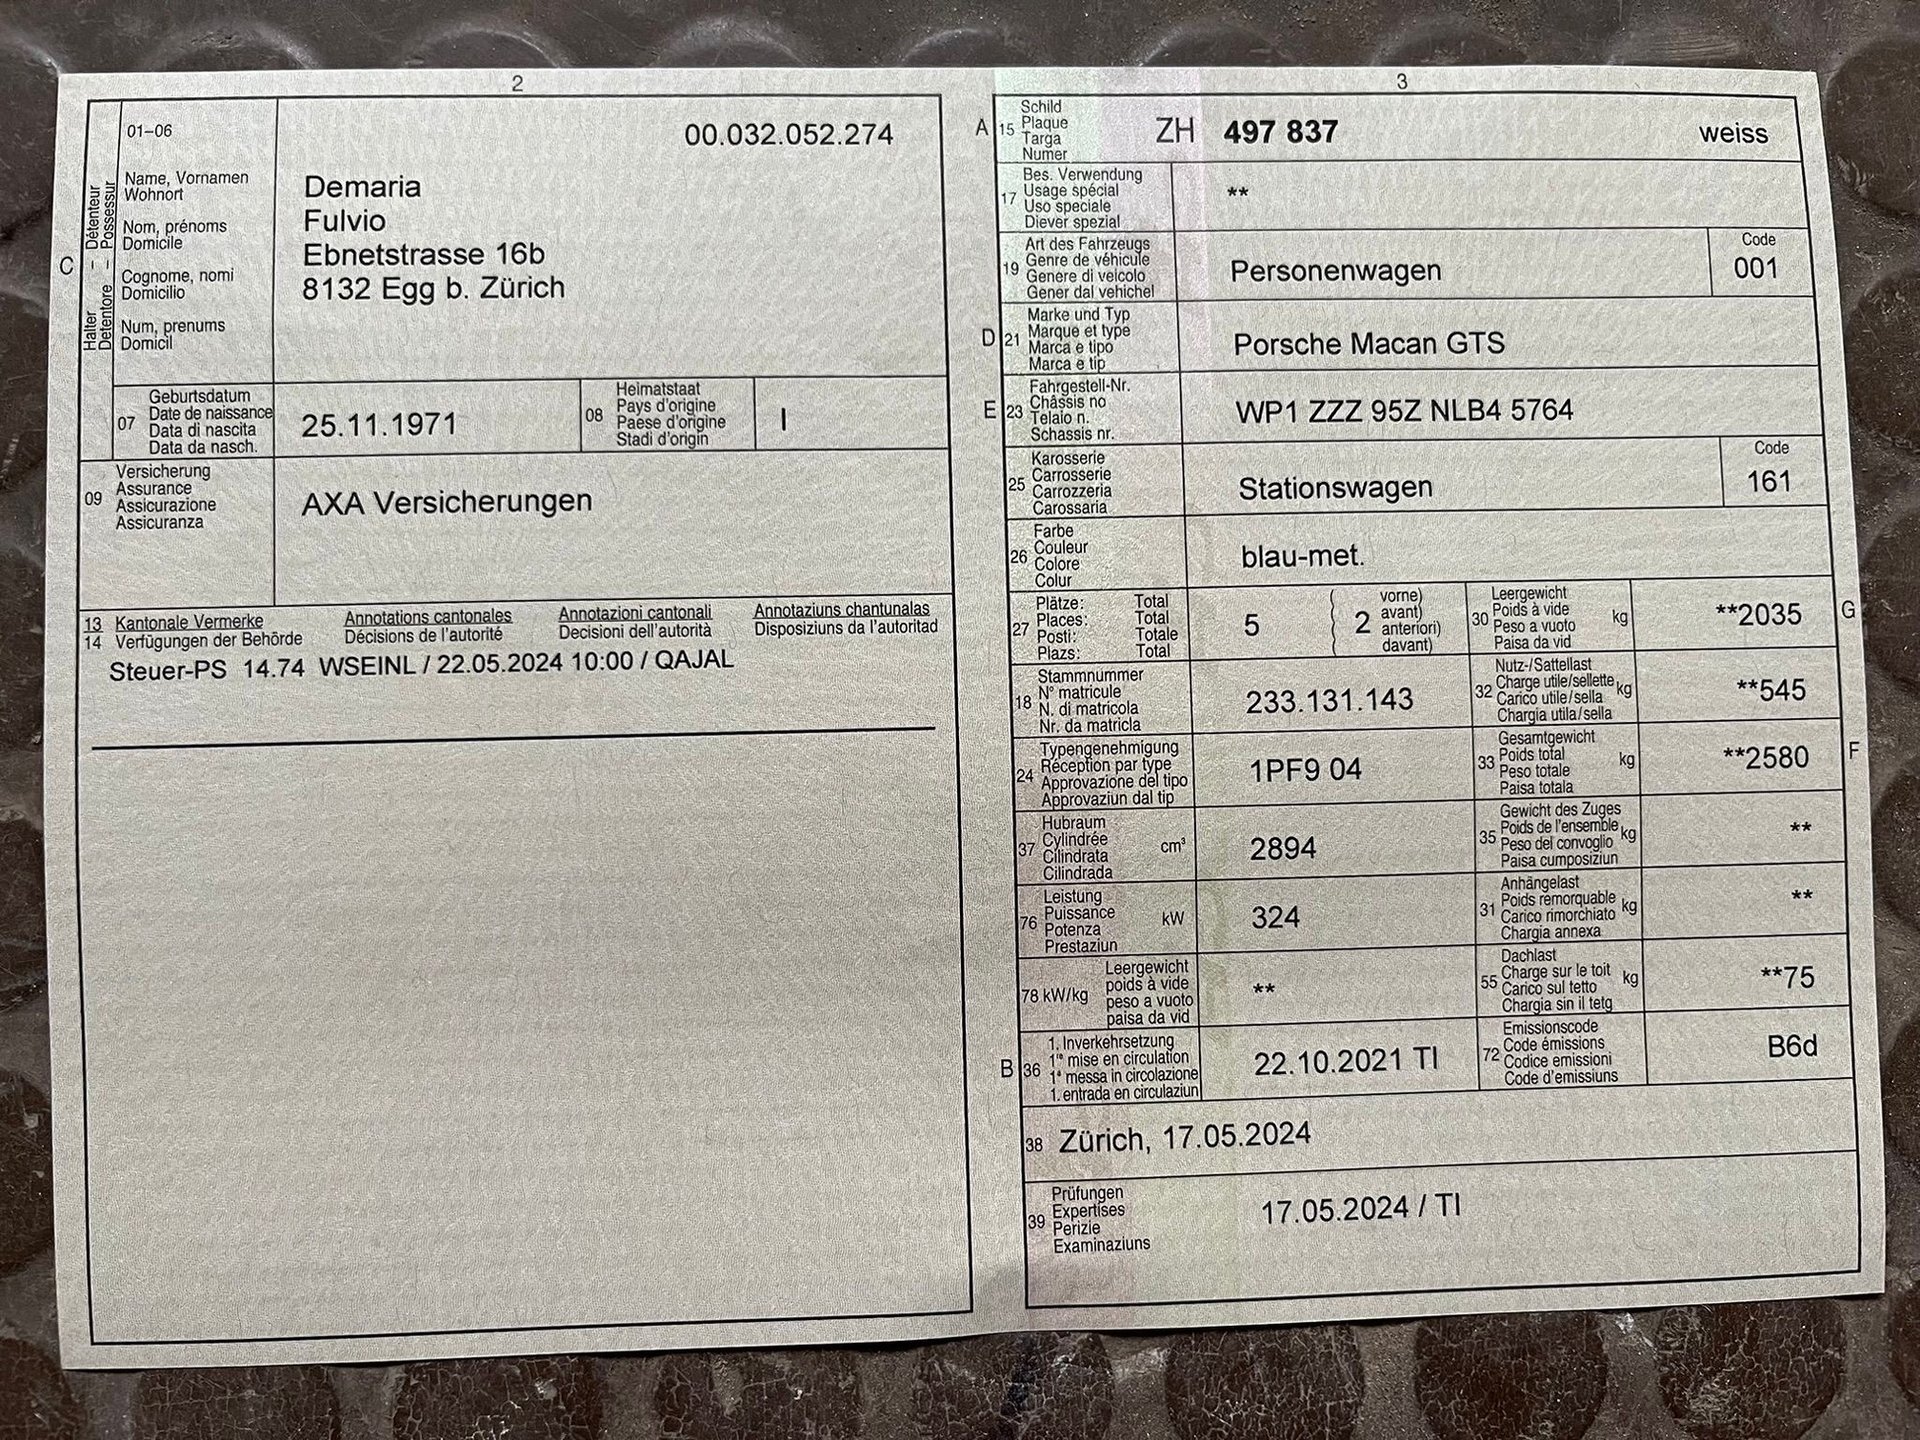 2
C
Halter — Détenteur
Detentore — Possessur
01–06
00.032.052.274
Name, Vornamen
Wohnort
Nom, prénoms
Domicile
Cognome, nomi
Domicilio
Num, prenums
Domicil
Demaria
Fulvio
Ebnetstrasse 16b
8132 Egg b. Zürich
07
Geburtsdatum
Date de naissance
Data di nascita
Data da nasch.
25.11.1971
08
Heimatstaat
Pays d'origine
Paese d'origine
Stadi d'origin
I
09
Versicherung
Assurance
Assicurazione
Assicuranza
AXA Versicherungen
13 Kantonale Vermerke Annotations cantonales Annotazioni cantonali Annotaziuns chantunalas
14 Verfügungen der Behörde Décisions de l'autorité Decisioni dell'autorità Disposiziuns da l'autoritad
Steuer-PS 14.74 WSEINL / 22.05.2024 10:00 / QAJAL
3
A 15
Schild
Plaque
Targa
Numer
ZH 497 837 weiss
17
Bes. Verwendung
Usage spécial
Uso speciale
Diever spezial
**
19
Art des Fahrzeugs
Genre de véhicule
Genere di veicolo
Gener dal vehichel
Personenwagen
Code
001
D 21
Marke und Typ
Marque et type
Marca e tipo
Marca e tip
Porsche Macan GTS
E 23
Fahrgestell-Nr.
Châssis no
Telaio n.
Schassis nr.
WP1 ZZZ 95Z NLB4 5764
25
Karosserie
Carrosserie
Carrozzeria
Carossaria
Stationswagen
Code
161
26
Farbe
Couleur
Colore
Colur
blau-met.
27
Plätze: Total
Places: Total
Posti: Totale
Plazs: Total
5
2
vorne)
avant)
anteriori)
davant)
30
Leergewicht
Poids à vide
Peso a vuoto
Paisa da vid
kg
**2035
G
18
Stammnummer
N° matricule
N. di matricola
Nr. da matricla
233.131.143
32
Nutz-/Sattellast
Charge utile/sellette
Carico utile/sella
Chargia utila/sella
kg
**545
24
Typengenehmigung
Réception par type
Approvazione del tipo
Approvaziun dal tip
1PF9 04
33
Gesamtgewicht
Poids total
Peso totale
Paisa totala
kg
**2580
F
37
Hubraum
Cylindrée
Cilindrata
Cilindrada
cm³
2894
35
Gewicht des Zuges
Poids de l'ensemble
Peso del convoglio
Paisa cumposiziun
kg
**
76
Leistung
Puissance
Potenza
Prestaziun
kW
324
31
Anhängelast
Poids remorquable
Carico rimorchiato
Chargia annexa
kg
**
78 kW/kg
Leergewicht
poids à vide
peso a vuoto
paisa da vid
**
55
Dachlast
Charge sur le toit
Carico sul tetto
Chargia sin il tetg
kg
**75
B 36
1. Inverkehrsetzung
1re mise en circulation
1a messa in circolazione
1. entrada en circulaziun
22.10.2021 TI
72
Emissionscode
Code émissions
Codice emissioni
Code d'emissiuns
B6d
38 Zürich, 17.05.2024
39
Prüfungen
Expertises
Perizie
Examinaziuns
17.05.2024 / TI